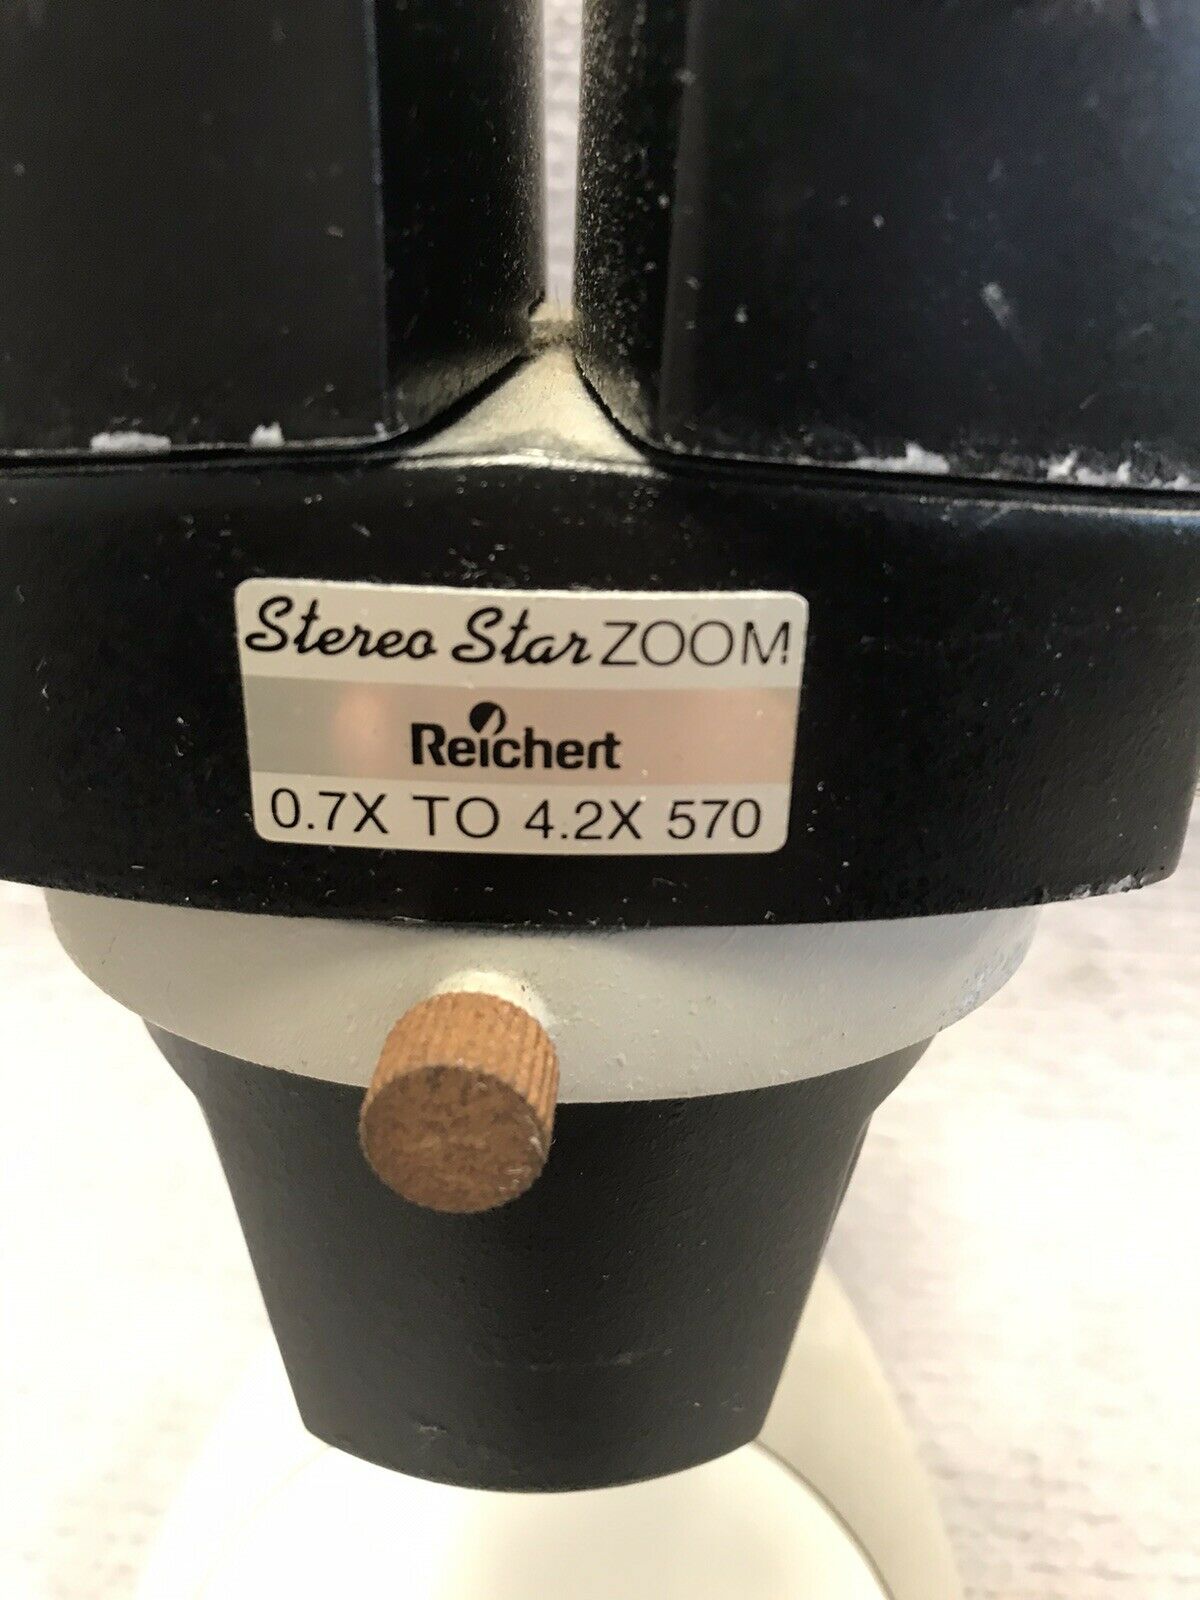 Stereo Star ZOOM
Reichert
0.7X TO 4.2X 570